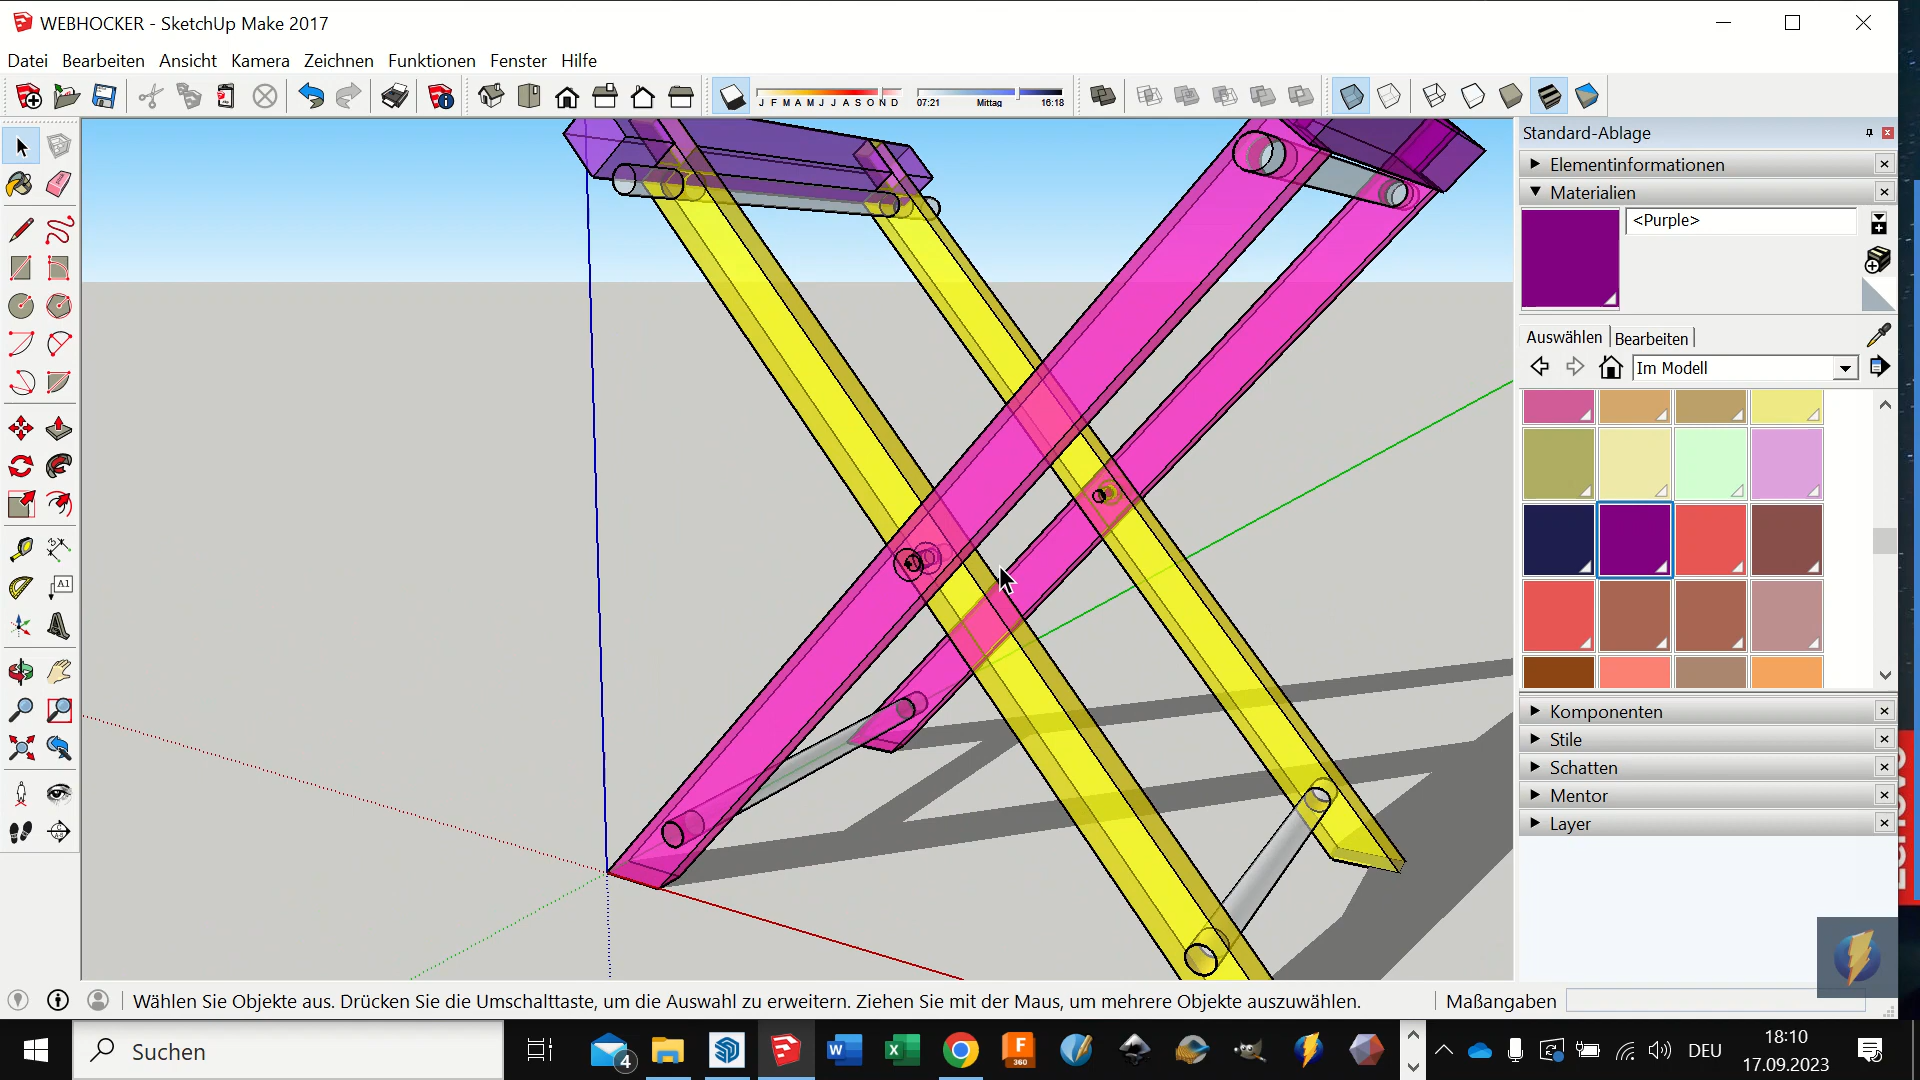 WEBHOCKER - SketchUp Make 2017
Datei Bearbeiten Ansicht Kamera Zeichnen Funktionen Fenster Hilfe
J F M A M J J A S O N D
07:21 Mittag 16:18
A1
Standard-Ablage
Elementinformationen
Materialien
<Purple>
Auswählen Bearbeiten
Im Modell
Komponenten
Stile
Schatten
Mentor
Layer
Wählen Sie Objekte aus. Drücken Sie die Umschalttaste, um die Auswahl zu erweitern. Ziehen Sie mit der Maus, um mehrere Objekte auszuwählen.
Maßangaben
Suchen
4
W
X
F
360
DEU
18:10
17.09.2023